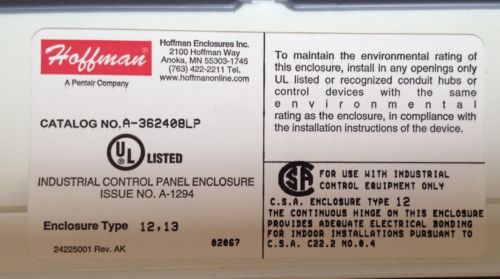 Hoffman
A Pentair Company
Hoffman Enclosures Inc.
2100 Hoffman Way
Anoka, MN 55303-1745
(763) 422-2211 Tel.
www.hoffmanonline.com
CATALOG NO. A-362408LP
UL LISTED
INDUSTRIAL CONTROL PANEL ENCLOSURE
ISSUE NO. A-1294
Enclosure Type 12,13
24225001 Rev. AK
02067
To maintain the environmental rating of
this enclosure, install in any openings only
UL listed or recognized conduit hubs or
control devices with the same
environmental
rating as the enclosure, in compliance with
the installation instructions of the device.
SA
FOR USE WITH INDUSTRIAL
CONTROL EQUIPMENT ONLY
C.S.A. ENCLOSURE TYPE 12
THE CONTINUOUS HINGE ON THIS ENCLOSURE
PROVIDES ADEQUATE ELECTRICAL BONDING
FOR INDOOR INSTALLATIONS PURSUANT TO
C.S.A. C22.2 NO.0.4